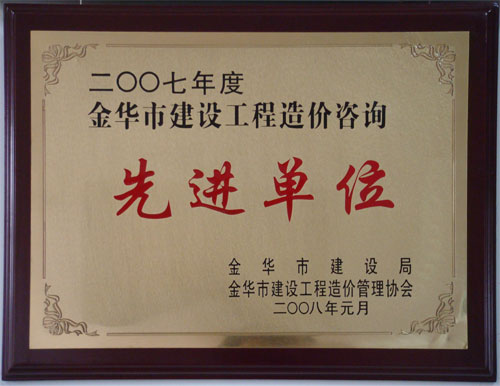 二〇〇七年度
金华市建设工程造价咨询
先进单位
金华市建设局
金华市建设工程造价管理协会
二〇〇八年元月